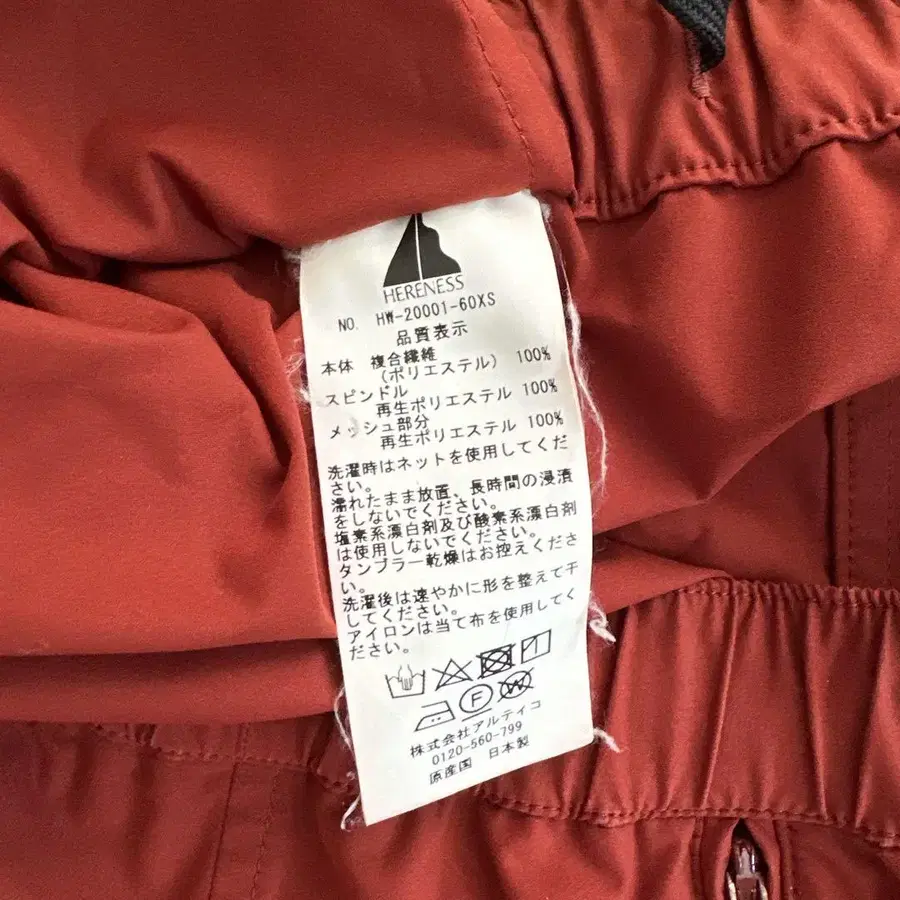 HERENESS
NO. HW-20001-60XS
品質表示
本体 複合繊維
(ポリエステル) 100%
スピンドル
再生ポリエステル 100%
メッシュ部分
再生ポリエステル 100%
洗濯時はネットを使用してくだ
さい。
濡れたまま放置、長時間の浸漬
をしないでください。
塩素系漂白剤及び酸素系漂白剤
は使用しないでください。
タンブラー乾燥はお控えくださ
い。
洗濯後は速やかに形を整えて干
してください。
アイロンは当て布を使用してく
ださい。
F W
株式会社アルティコ
0120-560-799
原産国 日本製